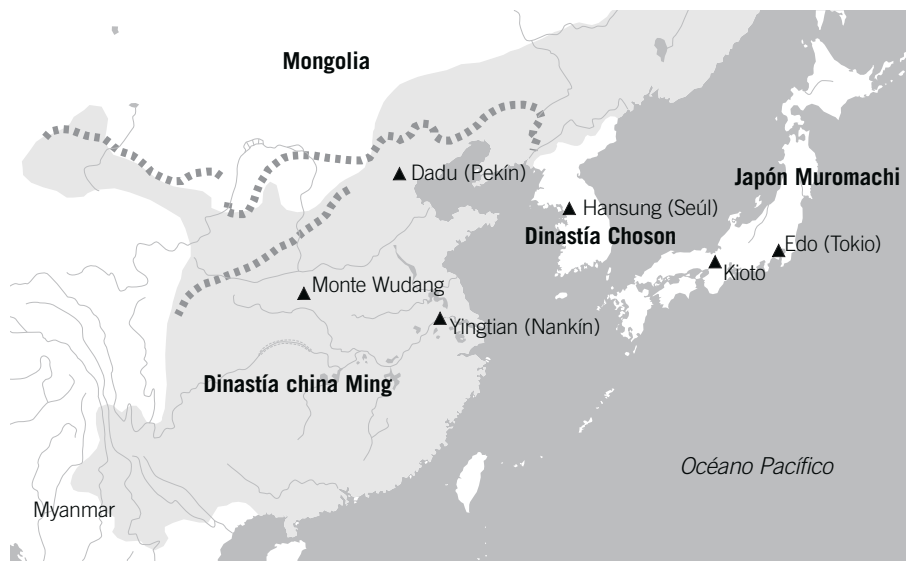 Mongolia
Dadu (Pekín)
Japón Muromachi
Hansung (Seúl)
Dinastía Choson
Edo (Tokio)
Kioto
Monte Wudang
Yingtian (Nankín)
Dinastía china Ming
Océano Pacífico
Myanmar